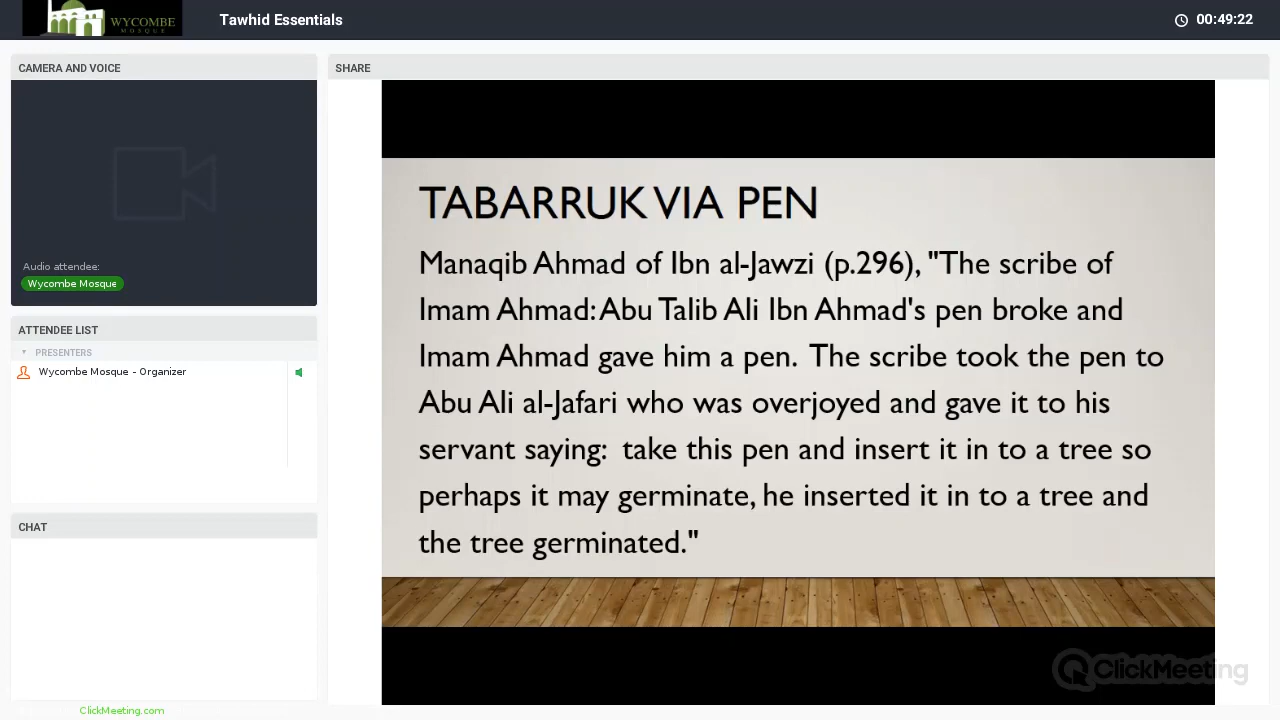 WYCOMBE
MOSQUE
Tawhid Essentials
00:49:22
CAMERA AND VOICE
Audio attendee:
Wycombe Mosque
ATTENDEE LIST
PRESENTERS
Wycombe Mosque - Organizer
CHAT
ClickMeeting.com
SHARE
TABARRUK VIA PEN
Manaqib Ahmad of Ibn al-Jawzi (p.296), "The scribe of
Imam Ahmad: Abu Talib Ali Ibn Ahmad's pen broke and
Imam Ahmad gave him a pen. The scribe took the pen to
Abu Ali al-Jafari who was overjoyed and gave it to his
servant saying: take this pen and insert it in to a tree so
perhaps it may germinate, he inserted it in to a tree and
the tree germinated."
ClickMeeting